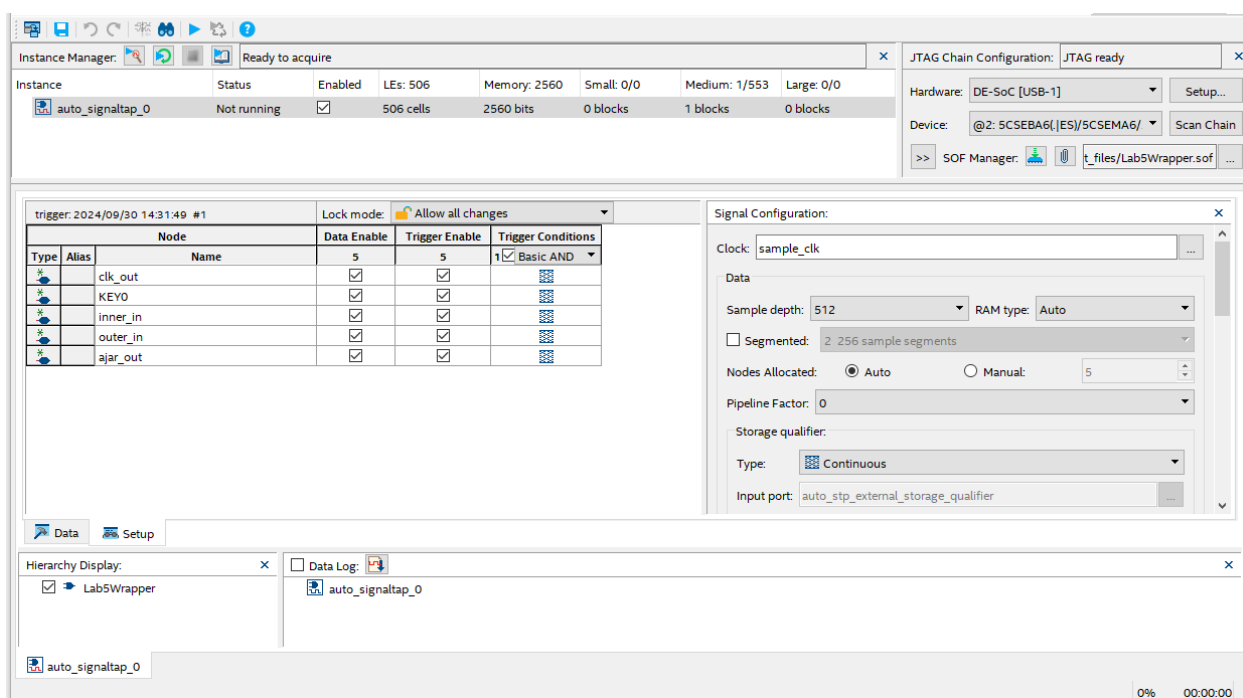 Instance Manager: Ready to acquire
Instance Status Enabled LEs: 506 Memory: 2560 Small: 0/0 Medium: 1/553 Large: 0/0
auto_signaltap_0 Not running 506 cells 2560 bits 0 blocks 1 blocks 0 blocks
JTAG Chain Configuration: JTAG ready
Hardware: DE-SoC [USB-1] Setup...
Device: @2: 5CSEBA6(.|ES)/5CSEMA6/. Scan Chain
>> SOF Manager: t_files/Lab5Wrapper.sof ...
trigger: 2024/09/30 14:31:49 #1 Lock mode: Allow all changes
Node Data Enable Trigger Enable Trigger Conditions
Type Alias Name 5 5 1 Basic AND
clk_out
KEY0
inner_in
outer_in
ajar_out
Data Setup
Signal Configuration:
Clock: sample_clk ...
Data
Sample depth: 512 RAM type: Auto
Segmented: 2 256 sample segments
Nodes Allocated: Auto Manual: 5
Pipeline Factor: 0
Storage qualifier:
Type: Continuous
Input port: auto_stp_external_storage_qualifier ...
Hierarchy Display:
Lab5Wrapper
Data Log:
auto_signaltap_0
auto_signaltap_0
0% 00:00:00